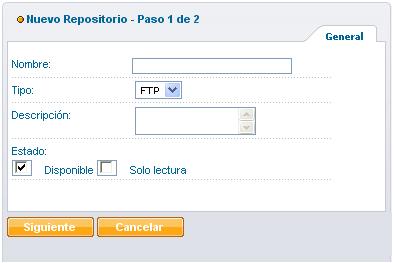 Nuevo Repositorio - Paso 1 de 2
General
Nombre:
Tipo: FTP
Descripción:
Estado:
Disponible Solo lectura
Siguiente Cancelar